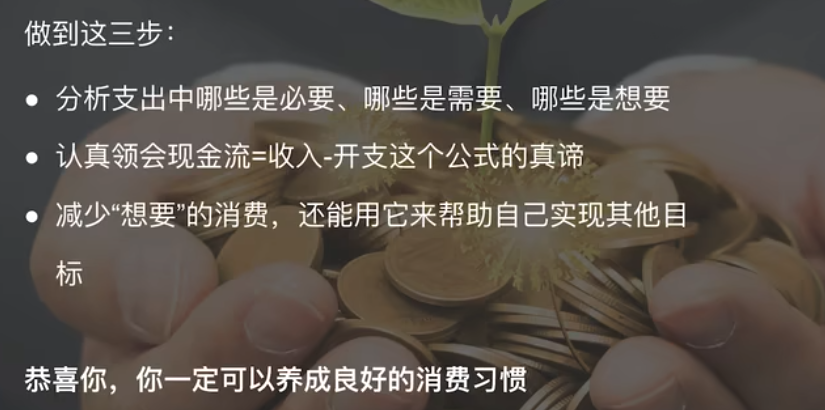 做到这三步：
● 分析支出中哪些是必要、哪些是需要、哪些是想要
● 认真领会现金流=收入-开支这个公式的真谛
● 减少“想要”的消费，还能用它来帮助自己实现其他目
标
恭喜你，你一定可以养成良好的消费习惯